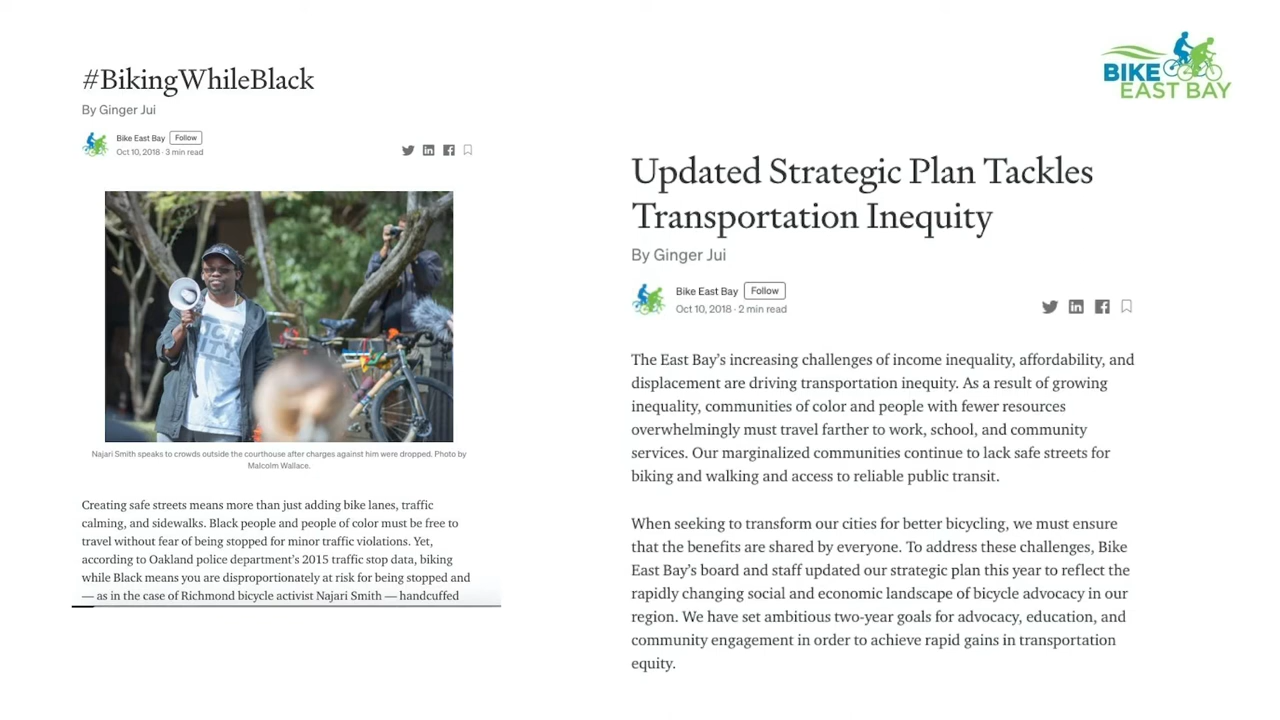 #BikingWhileBlack
By Ginger Jui
Bike East Bay Follow
Oct 10, 2018 · 3 min read
Najari Smith speaks to crowds outside the courthouse after charges against him were dropped. Photo by
Malcolm Wallace.
Creating safe streets means more than just adding bike lanes, traffic
calming, and sidewalks. Black people and people of color must be free to
travel without fear of being stopped for minor traffic violations. Yet,
according to Oakland police department’s 2015 traffic stop data, biking
while Black means you are disproportionately at risk for being stopped and
— as in the case of Richmond bicycle activist Najari Smith — handcuffed
BIKE
EAST BAY
Updated Strategic Plan Tackles
Transportation Inequity
By Ginger Jui
Bike East Bay Follow
Oct 10, 2018 · 2 min read
The East Bay’s increasing challenges of income inequality, affordability, and
displacement are driving transportation inequity. As a result of growing
inequality, communities of color and people with fewer resources
overwhelmingly must travel farther to work, school, and community
services. Our marginalized communities continue to lack safe streets for
biking and walking and access to reliable public transit.
When seeking to transform our cities for better bicycling, we must ensure
that the benefits are shared by everyone. To address these challenges, Bike
East Bay’s board and staff updated our strategic plan this year to reflect the
rapidly changing social and economic landscape of bicycle advocacy in our
region. We have set ambitious two-year goals for advocacy, education, and
community engagement in order to achieve rapid gains in transportation
equity.